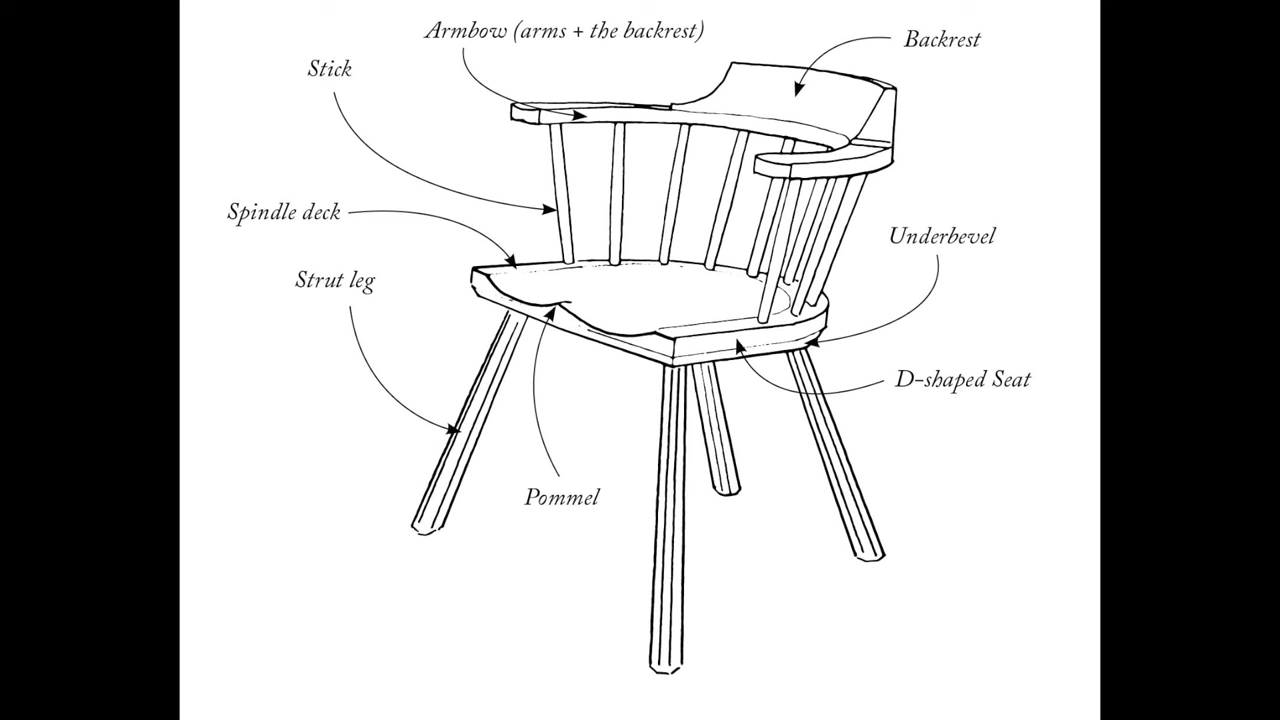 Armbow (arms + the backrest)
Backrest
Stick
Spindle deck
Underbevel
Strut leg
D-shaped Seat
Pommel